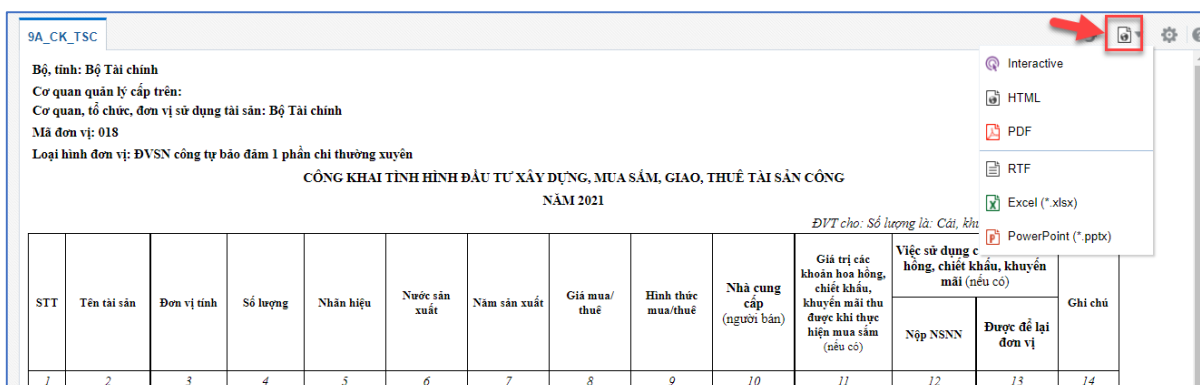 9A_CK_TSC
Bộ, tỉnh: Bộ Tài chính
Cơ quan quản lý cấp trên:
Cơ quan, tổ chức, đơn vị sử dụng tài sản: Bộ Tài chính
Mã đơn vị: 018
Loại hình đơn vị: ĐVSN công tự bảo đảm 1 phần chi thường xuyên
CÔNG KHAI TÌNH HÌNH ĐẦU TƯ XÂY DỰNG, MUA SẮM, GIAO, THUÊ TÀI SẢN CÔNG
NĂM 2021
ĐVT cho: Số lượng là: Cái,
Interactive
HTML
PDF
RTF
Excel (*.xlsx)
PowerPoint (*.pptx)
STT
Tên tài sản
Đơn vị tính
Số lượng
Nhãn hiệu
Nước sản
xuất
Năm sản xuất
Giá mua/
thuê
Hình thức
mua/thuê
Nhà cung
cấp
(người bán)
Giá trị các
khoản hoa hồng,
chiết khấu,
khuyến mãi thu
được khi thực
hiện mua sắm
(nếu có)
Việc sử dụng
hồng, chiết khấu, khuyến
mãi (nếu có)
Nộp NSNN
Được để lại
đơn vị
Ghi chú
1 2 3 4 5 6 7 8 9 10 11 12 13 14